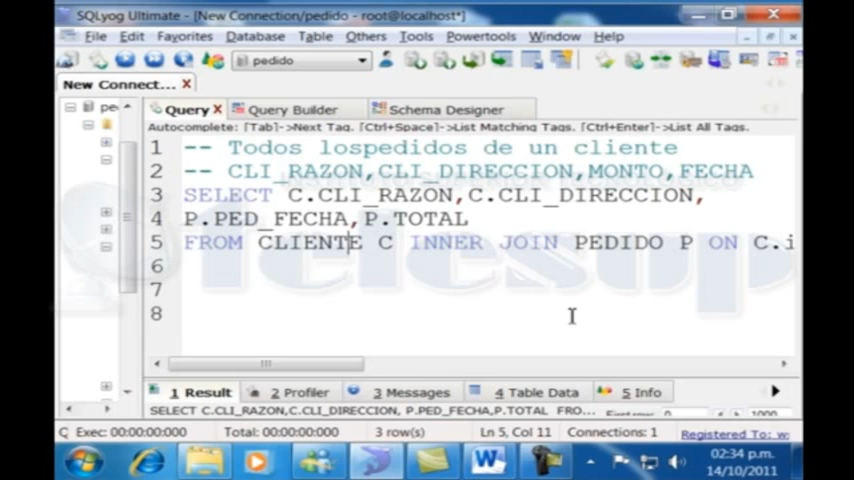 SQLyog Ultimate - [New Connection/pedido - root@localhost*]
File Edit Favorites Database Table Others Tools Powertools Window Help
pedido
New Connect... X
pe
Query X Query Builder Schema Designer
Autocomplete: [Tab]->Next Tag. [Ctrl+Space]->List Matching Tags. [Ctrl+Enter]->List All Tags.
1 -- Todos lospedidos de un cliente
2 -- CLI_RAZON,CLI_DIRECCION,MONTO,FECHA
3 SELECT C.CLI_RAZON,C.CLI_DIRECCION,
4 P.PED_FECHA,P.TOTAL
5 FROM CLIENTE C INNER JOIN PEDIDO P ON C.i
6
7
8
Telesup
1 Result 2 Profiler 3 Messages 4 Table Data 5 Info
SELECT C.CLI_RAZON,C.CLI_DIRECCION, P.PED_FECHA,P.TOTAL FRO... First row: 0 1000
Exec: 00:00:00:000 Total: 00:00:00:000 3 row(s) Ln 5, Col 11 Connections: 1 Registered To: w
02:34 p.m.
14/10/2011